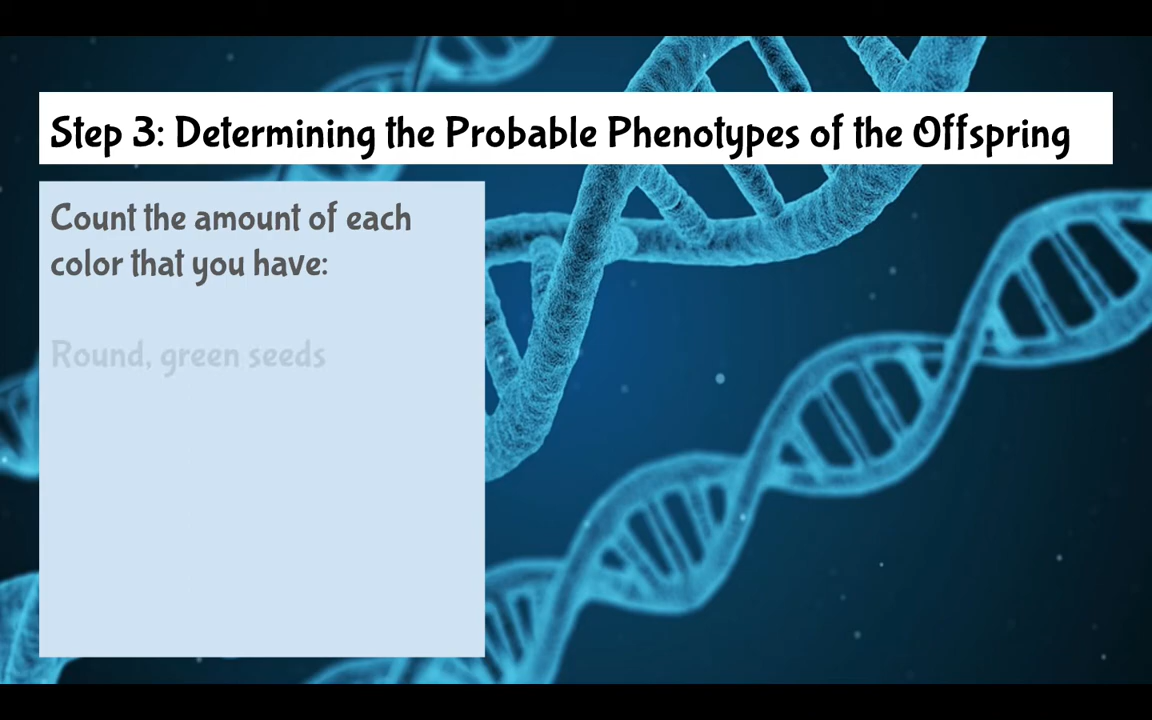 Step 3: Determining the Probable Phenotypes of the Offspring
Count the amount of each
color that you have:
Round, green seeds